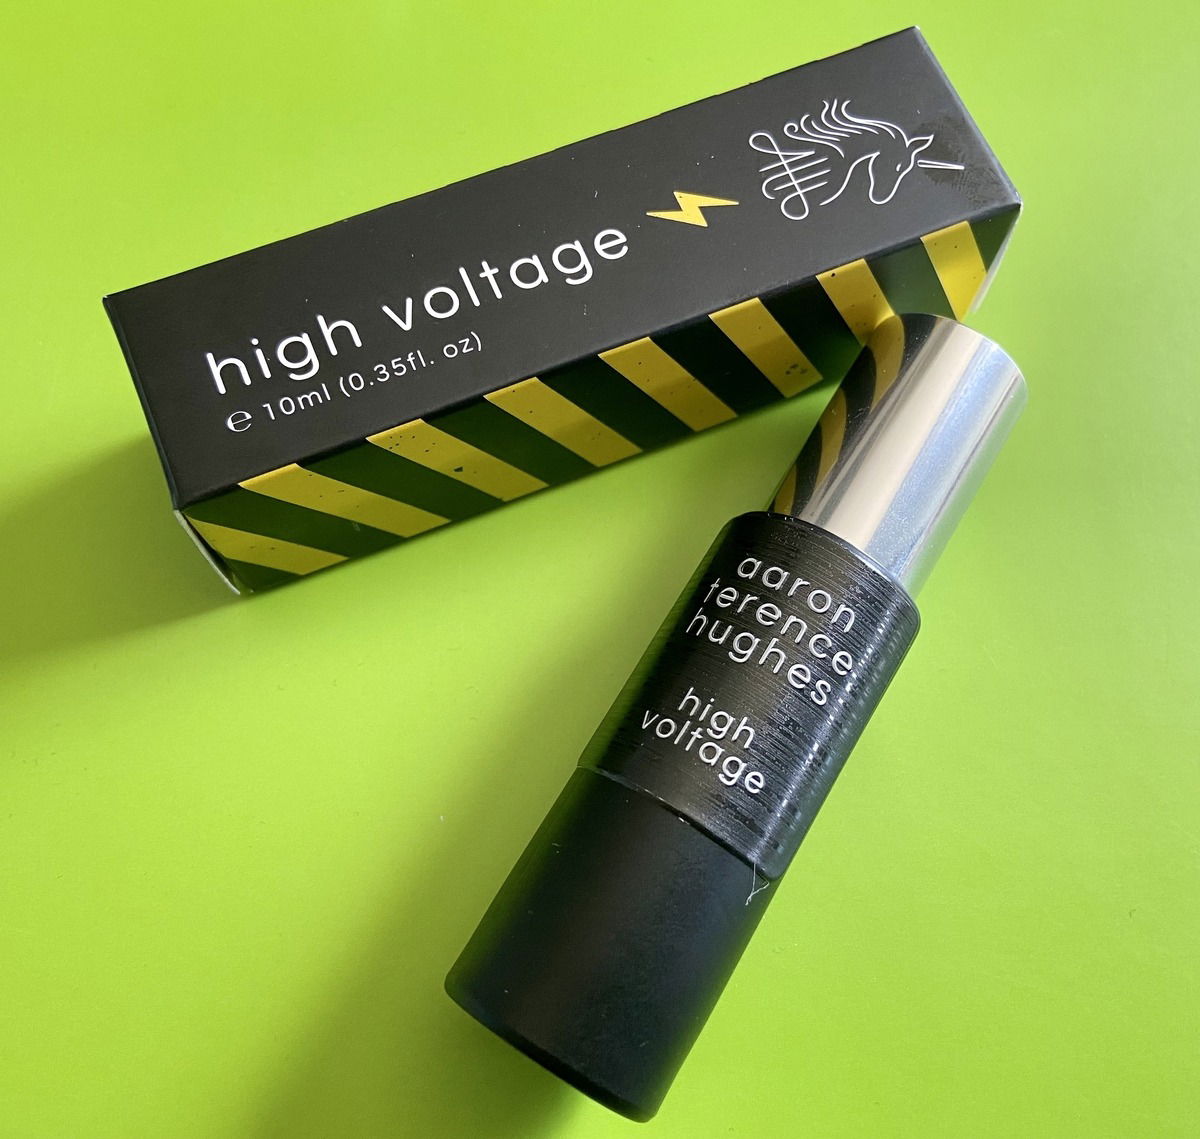 high voltage
℮ 10ml (0.35fl. oz)
aaron
terence
hughes
high
voltage